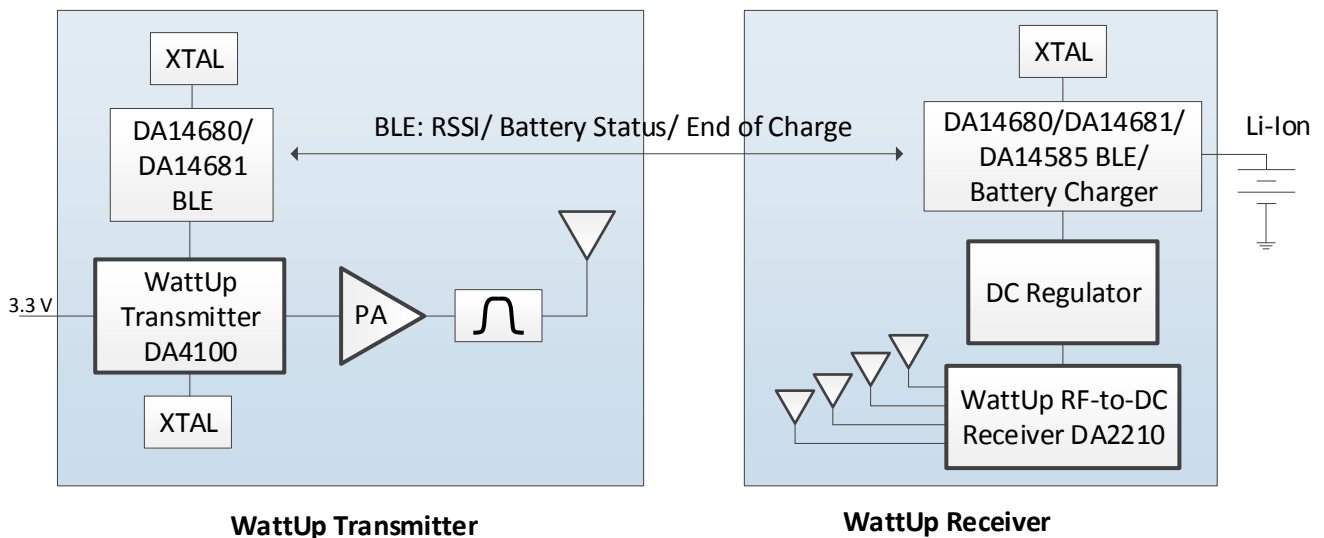 XTAL
DA14680/
DA14681
BLE
3.3 V
WattUp
Transmitter
DA4100
PA
XTAL
WattUp Transmitter
BLE: RSSI/ Battery Status/ End of Charge
XTAL
DA14680/DA14681/
DA14585 BLE/
Battery Charger
Li-Ion
DC Regulator
WattUp RF-to-DC
Receiver DA2210
WattUp Receiver